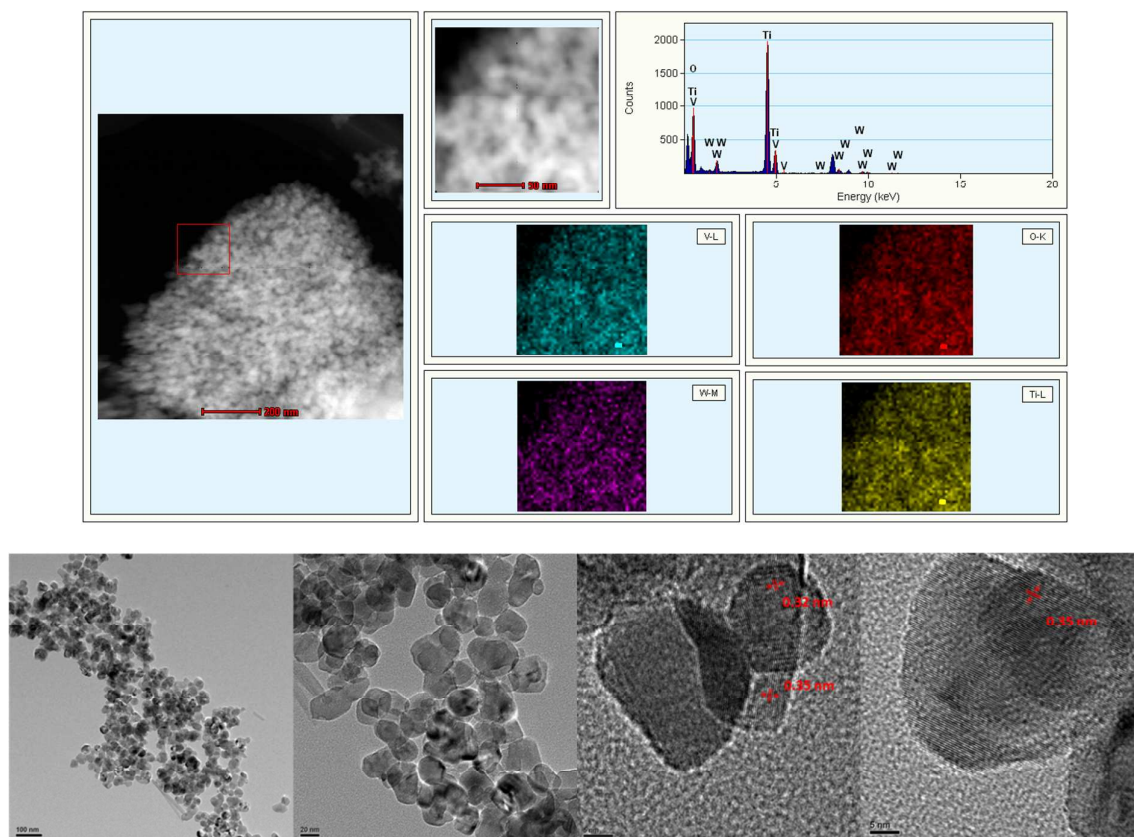 200 nm
50 nm
Counts
2000
1500
1000
500
O
Ti
V
W W
W
Ti
Ti
V
V
W
W
W
W
W
W
W
W
5
10
15
20
Energy (keV)
V-L
O-K
W-M
Ti-L
100 nm
20 nm
0.32 nm
0.35 nm
0.35 nm
5 nm